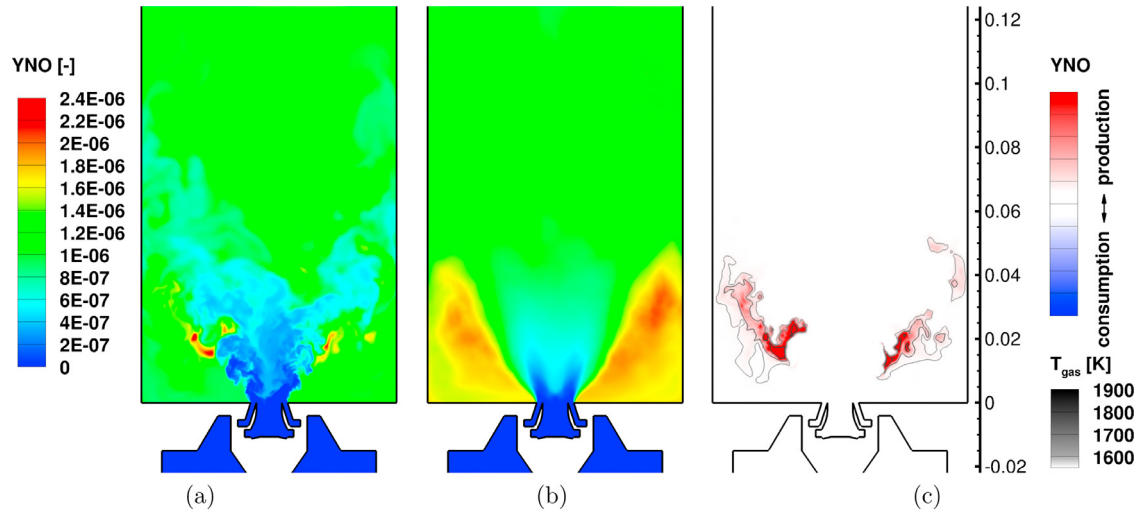 YNO [-]
2.4E-06
2.2E-06
2E-06
1.8E-06
1.6E-06
1.4E-06
1.2E-06
1E-06
8E-07
6E-07
4E-07
2E-07
0
(a)
(b)
(c)
0.12
0.1
0.08
0.06
0.04
0.02
0
-0.02
YNO
consumption ↔ production
T_gas [K]
1900
1800
1700
1600